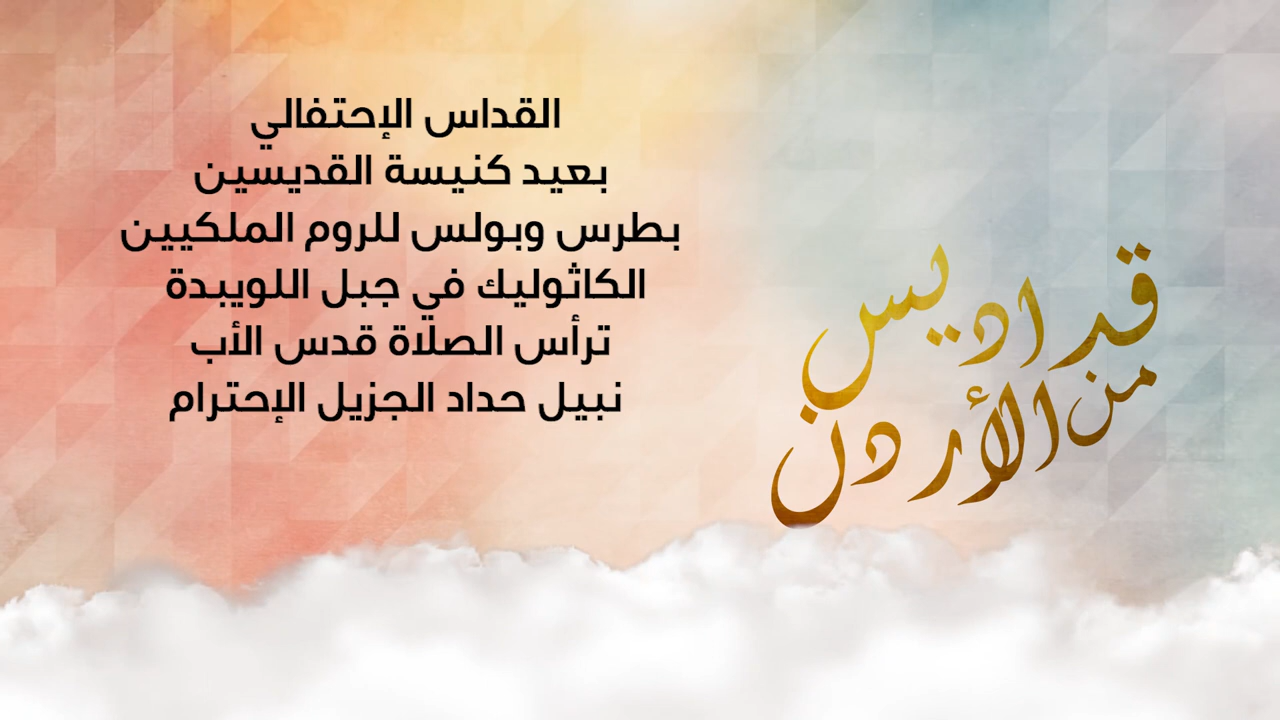 القداس الإحتفالي
بعيد كنيسة القديسين
بطرس وبولس للروم الملكيين
الكاثوليك في جبل اللويبدة
ترأس الصلاة قدس الأب
نبيل حداد الجزيل الإحترام
قداديس
من الأردن